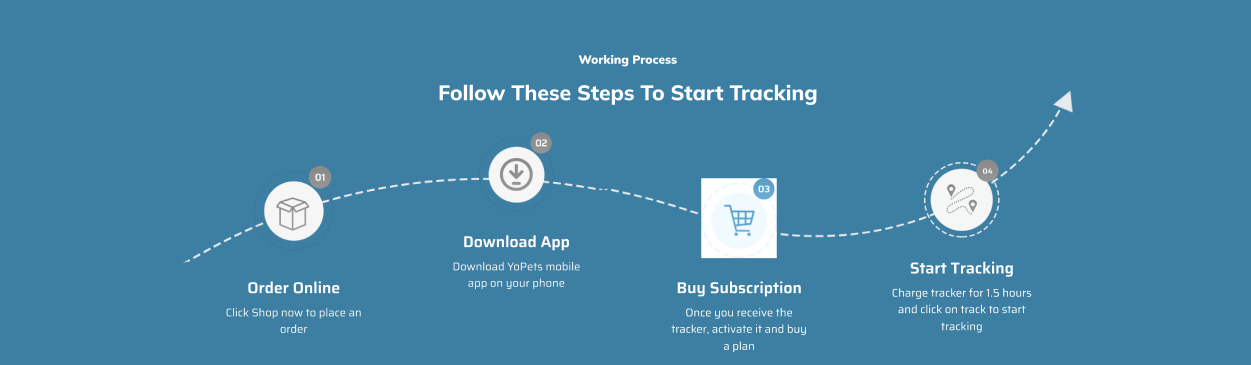 Working Process
Follow These Steps To Start Tracking
01
Order Online
Click Shop now to place an
order
02
Download App
Download YoPets mobile
app on your phone
03
Buy Subscription
Once you receive the
tracker, activate it and buy
a plan
04
Start Tracking
Charge tracker for 1.5 hours
and click on track to start
tracking